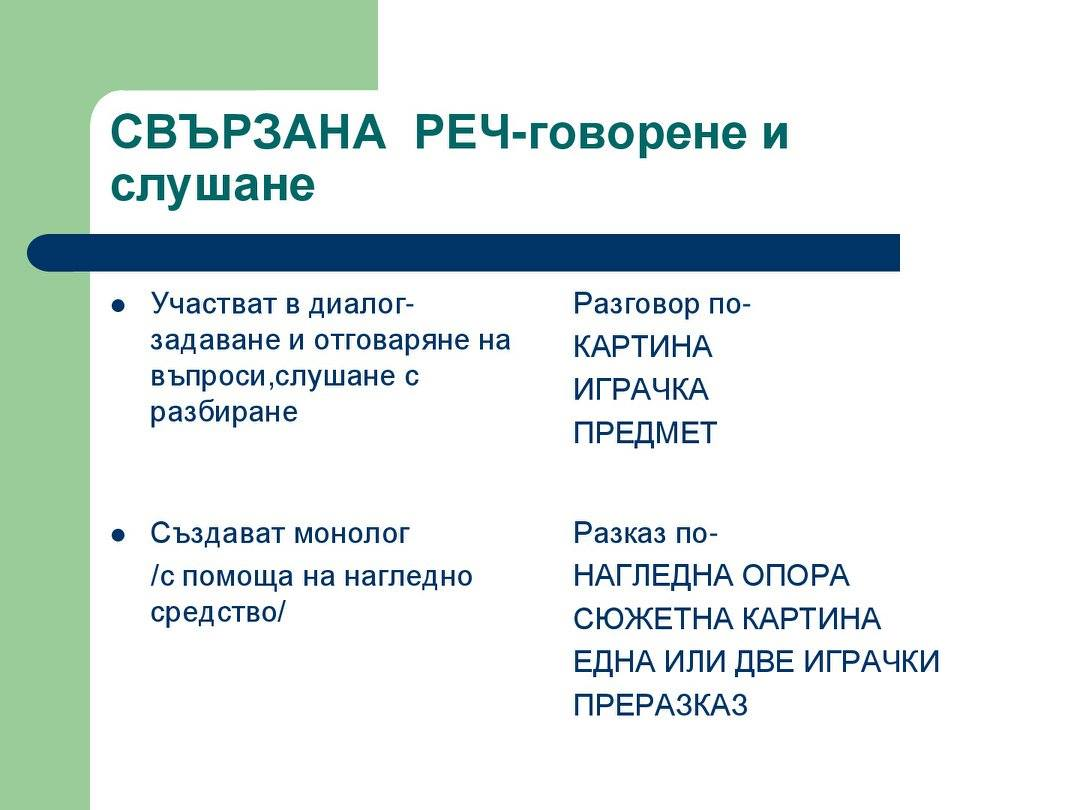 СВЪРЗАНА РЕЧ-говорене и
слушане
Участват в диалог-
задаване и отговаряне на
въпроси,слушане с
разбиране
Разговор по-
КАРТИНА
ИГРАЧКА
ПРЕДМЕТ
Създават монолог
/с помоща на нагледно
средство/
Разказ по-
НАГЛЕДНА ОПОРА
СЮЖЕТНА КАРТИНА
ЕДНА ИЛИ ДВЕ ИГРАЧКИ
ПРЕРАЗКАЗ